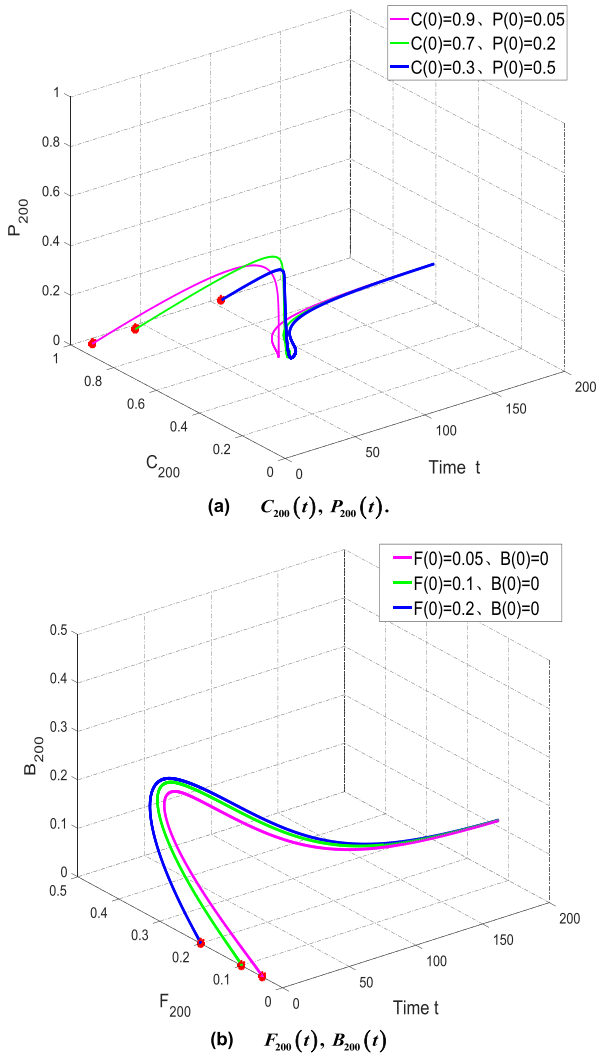 C(0)=0.9、P(0)=0.05
C(0)=0.7、P(0)=0.2
C(0)=0.3、P(0)=0.5
1
0.8
0.6
0.4
0.2
0
P200
1
0.8
0.6
0.4
0.2
0
C200
0
50
100
150
200
Time t
(a) C200(t), P200(t).
F(0)=0.05、B(0)=0
F(0)=0.1、B(0)=0
F(0)=0.2、B(0)=0
0.5
0.4
0.3
0.2
0.1
0
B200
0.5
0.4
0.3
0.2
0.1
0
F200
0
50
100
150
200
Time t
(b) F200(t), B200(t)